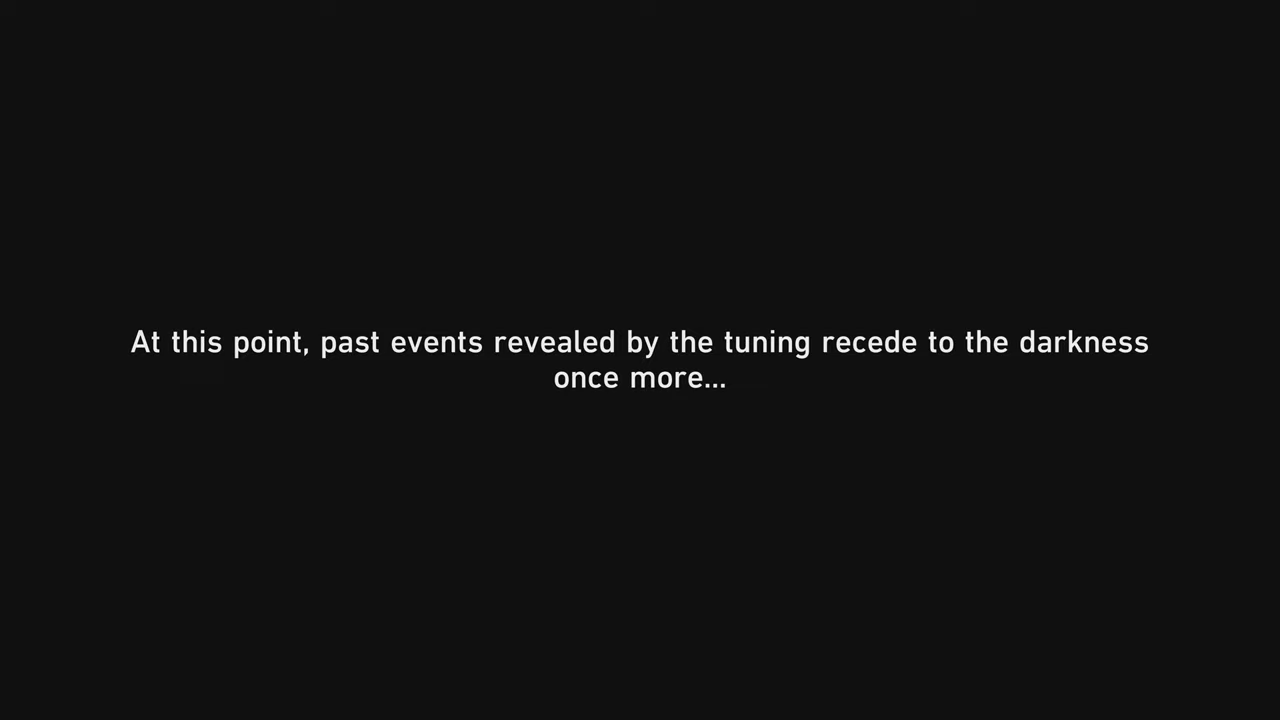 At this point, past events revealed by the tuning recede to the darkness
once more...